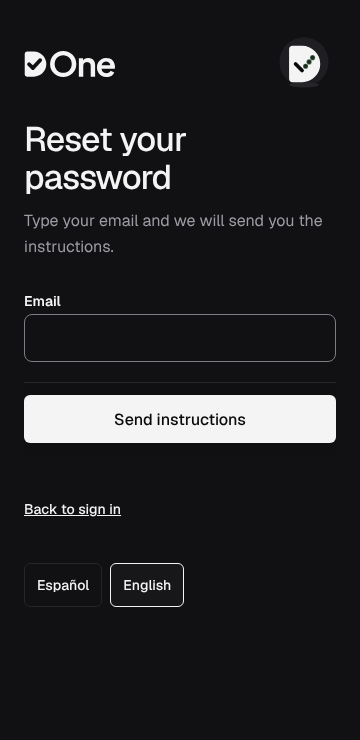 One
Reset your
password
Type your email and we will send you the
instructions.
Email
Send instructions
Back to sign in
Español
English